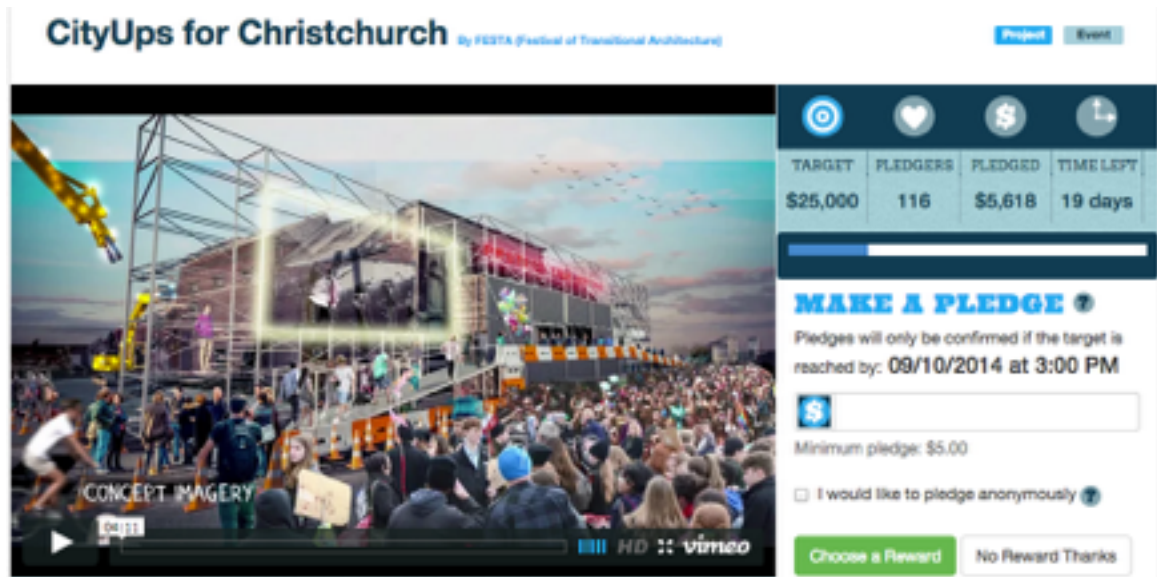 CityUps for Christchurch By FESTA (Festival of Transitional Architecture)
Project Event
TARGET PLEDGERS PLEDGED TIME LEFT
$25,000 116 $5,618 19 days
MAKE A PLEDGE ?
Pledges will only be confirmed if the target is
reached by: 09/10/2014 at 3:00 PM
$
Minimum pledge: $5.00
I would like to pledge anonymously ?
Choose a Reward No Reward Thanks
CONCEPT IMAGERY
04:11
HD vimeo